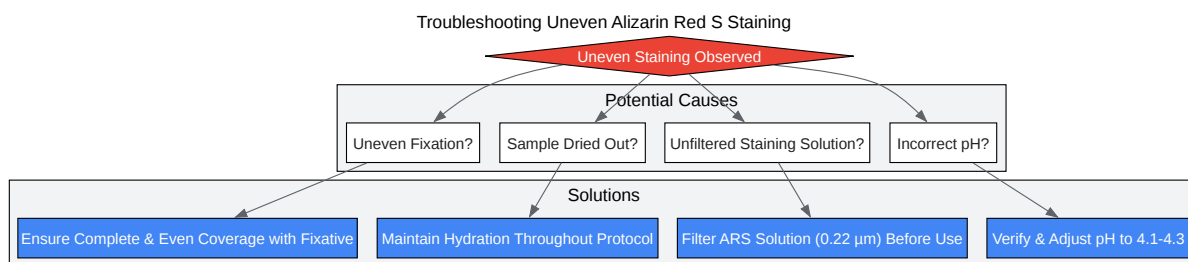 Troubleshooting Uneven Alizarin Red S Staining
Uneven Staining Observed
Potential Causes
Uneven Fixation?
Sample Dried Out?
Unfiltered Staining Solution?
Incorrect pH?
Solutions
Ensure Complete & Even Coverage with Fixative
Maintain Hydration Throughout Protocol
Filter ARS Solution (0.22 µm) Before Use
Verify & Adjust pH to 4.1-4.3